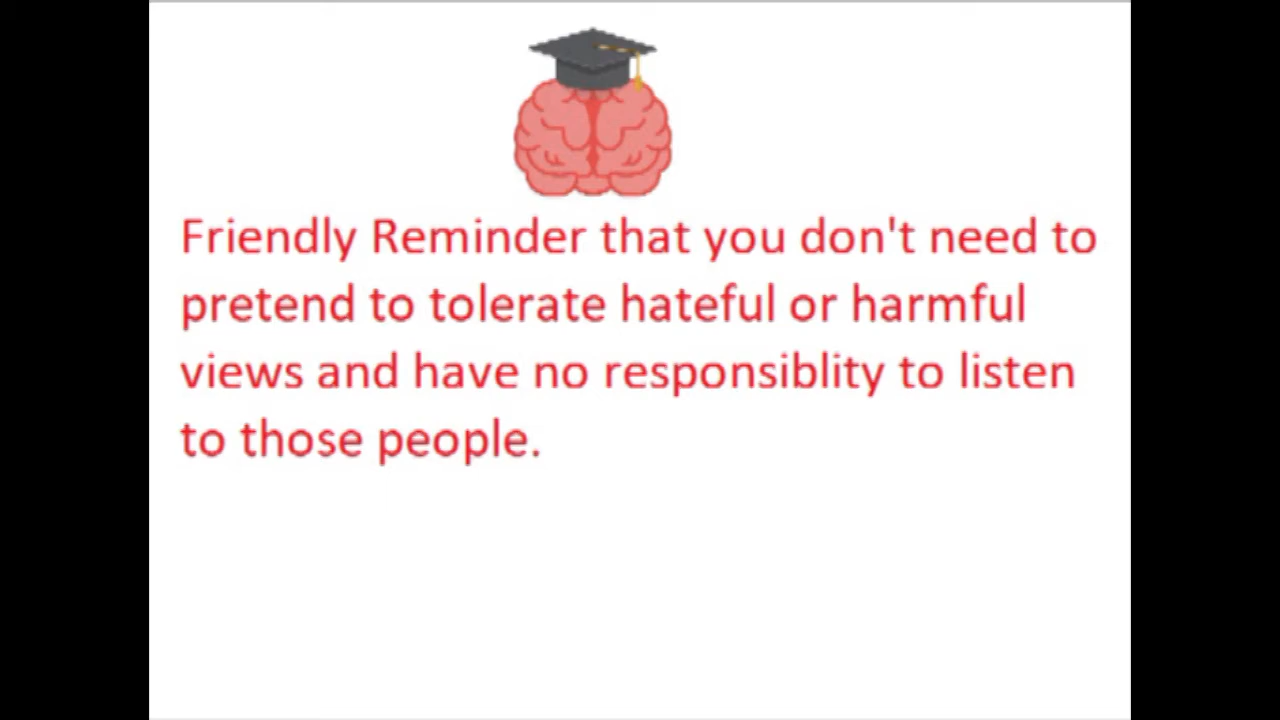 Friendly Reminder that you don't need to
pretend to tolerate hateful or harmful
views and have no responsiblity to listen
to those people.